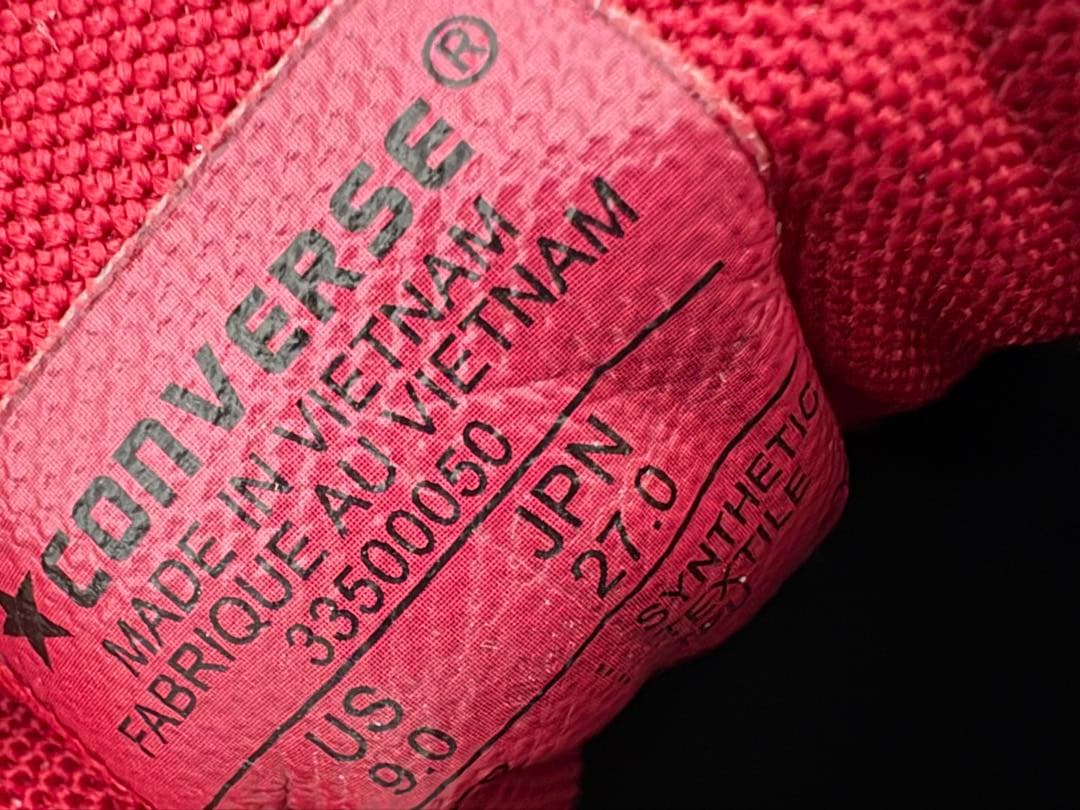 ★CONVERSE®
MADE IN VIETNAM
FABRIQUE AU VIETNAM
33500050
US JPN
9.0 27.0
SYNTHETIC
TEXTILE